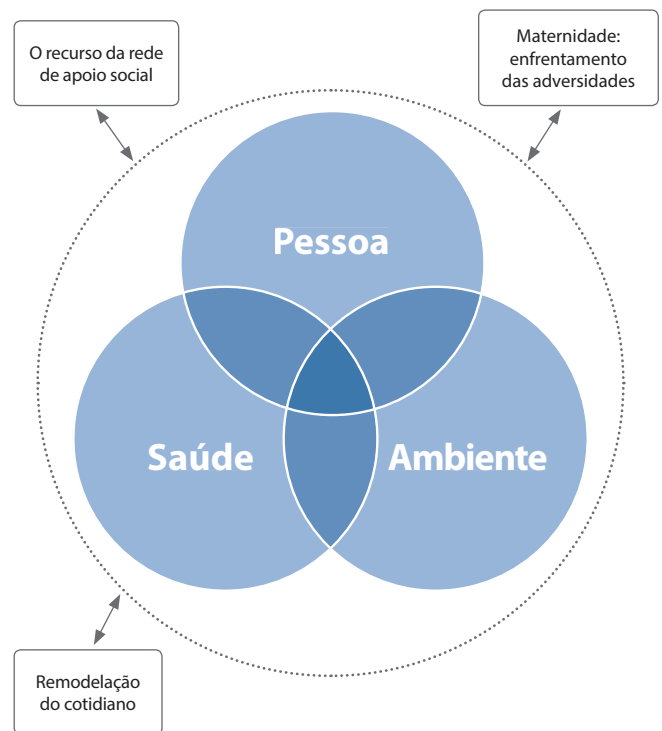 O recurso da rede
de apoio social
Maternidade:
enfrentamento
das adversidades
Pessoa
Saúde
Ambiente
Remodelação
do cotidiano